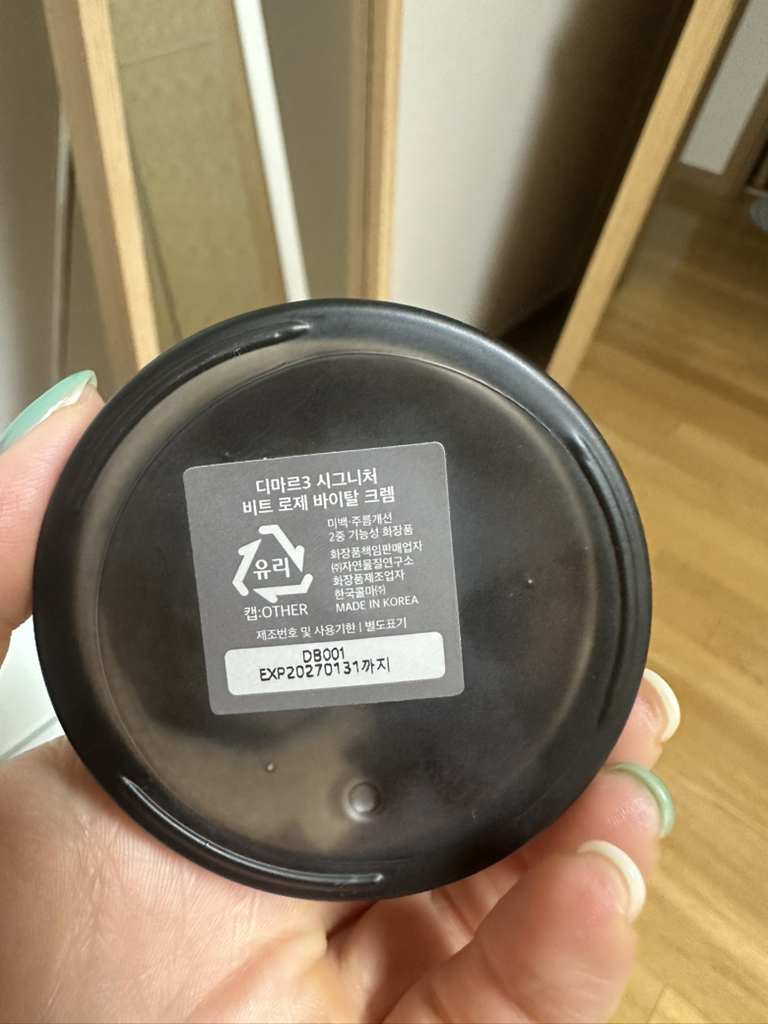 디마르3 시그니처
비트 로제 바이탈 크렘
미백·주름개선
2중 기능성 화장품
유리
캡:OTHER
화장품책임판매업자
㈜자연물질연구소
화장품제조업자
한국콜마㈜
MADE IN KOREA
제조번호 및 사용기한 | 별도표기
DB001
EXP20270131까지